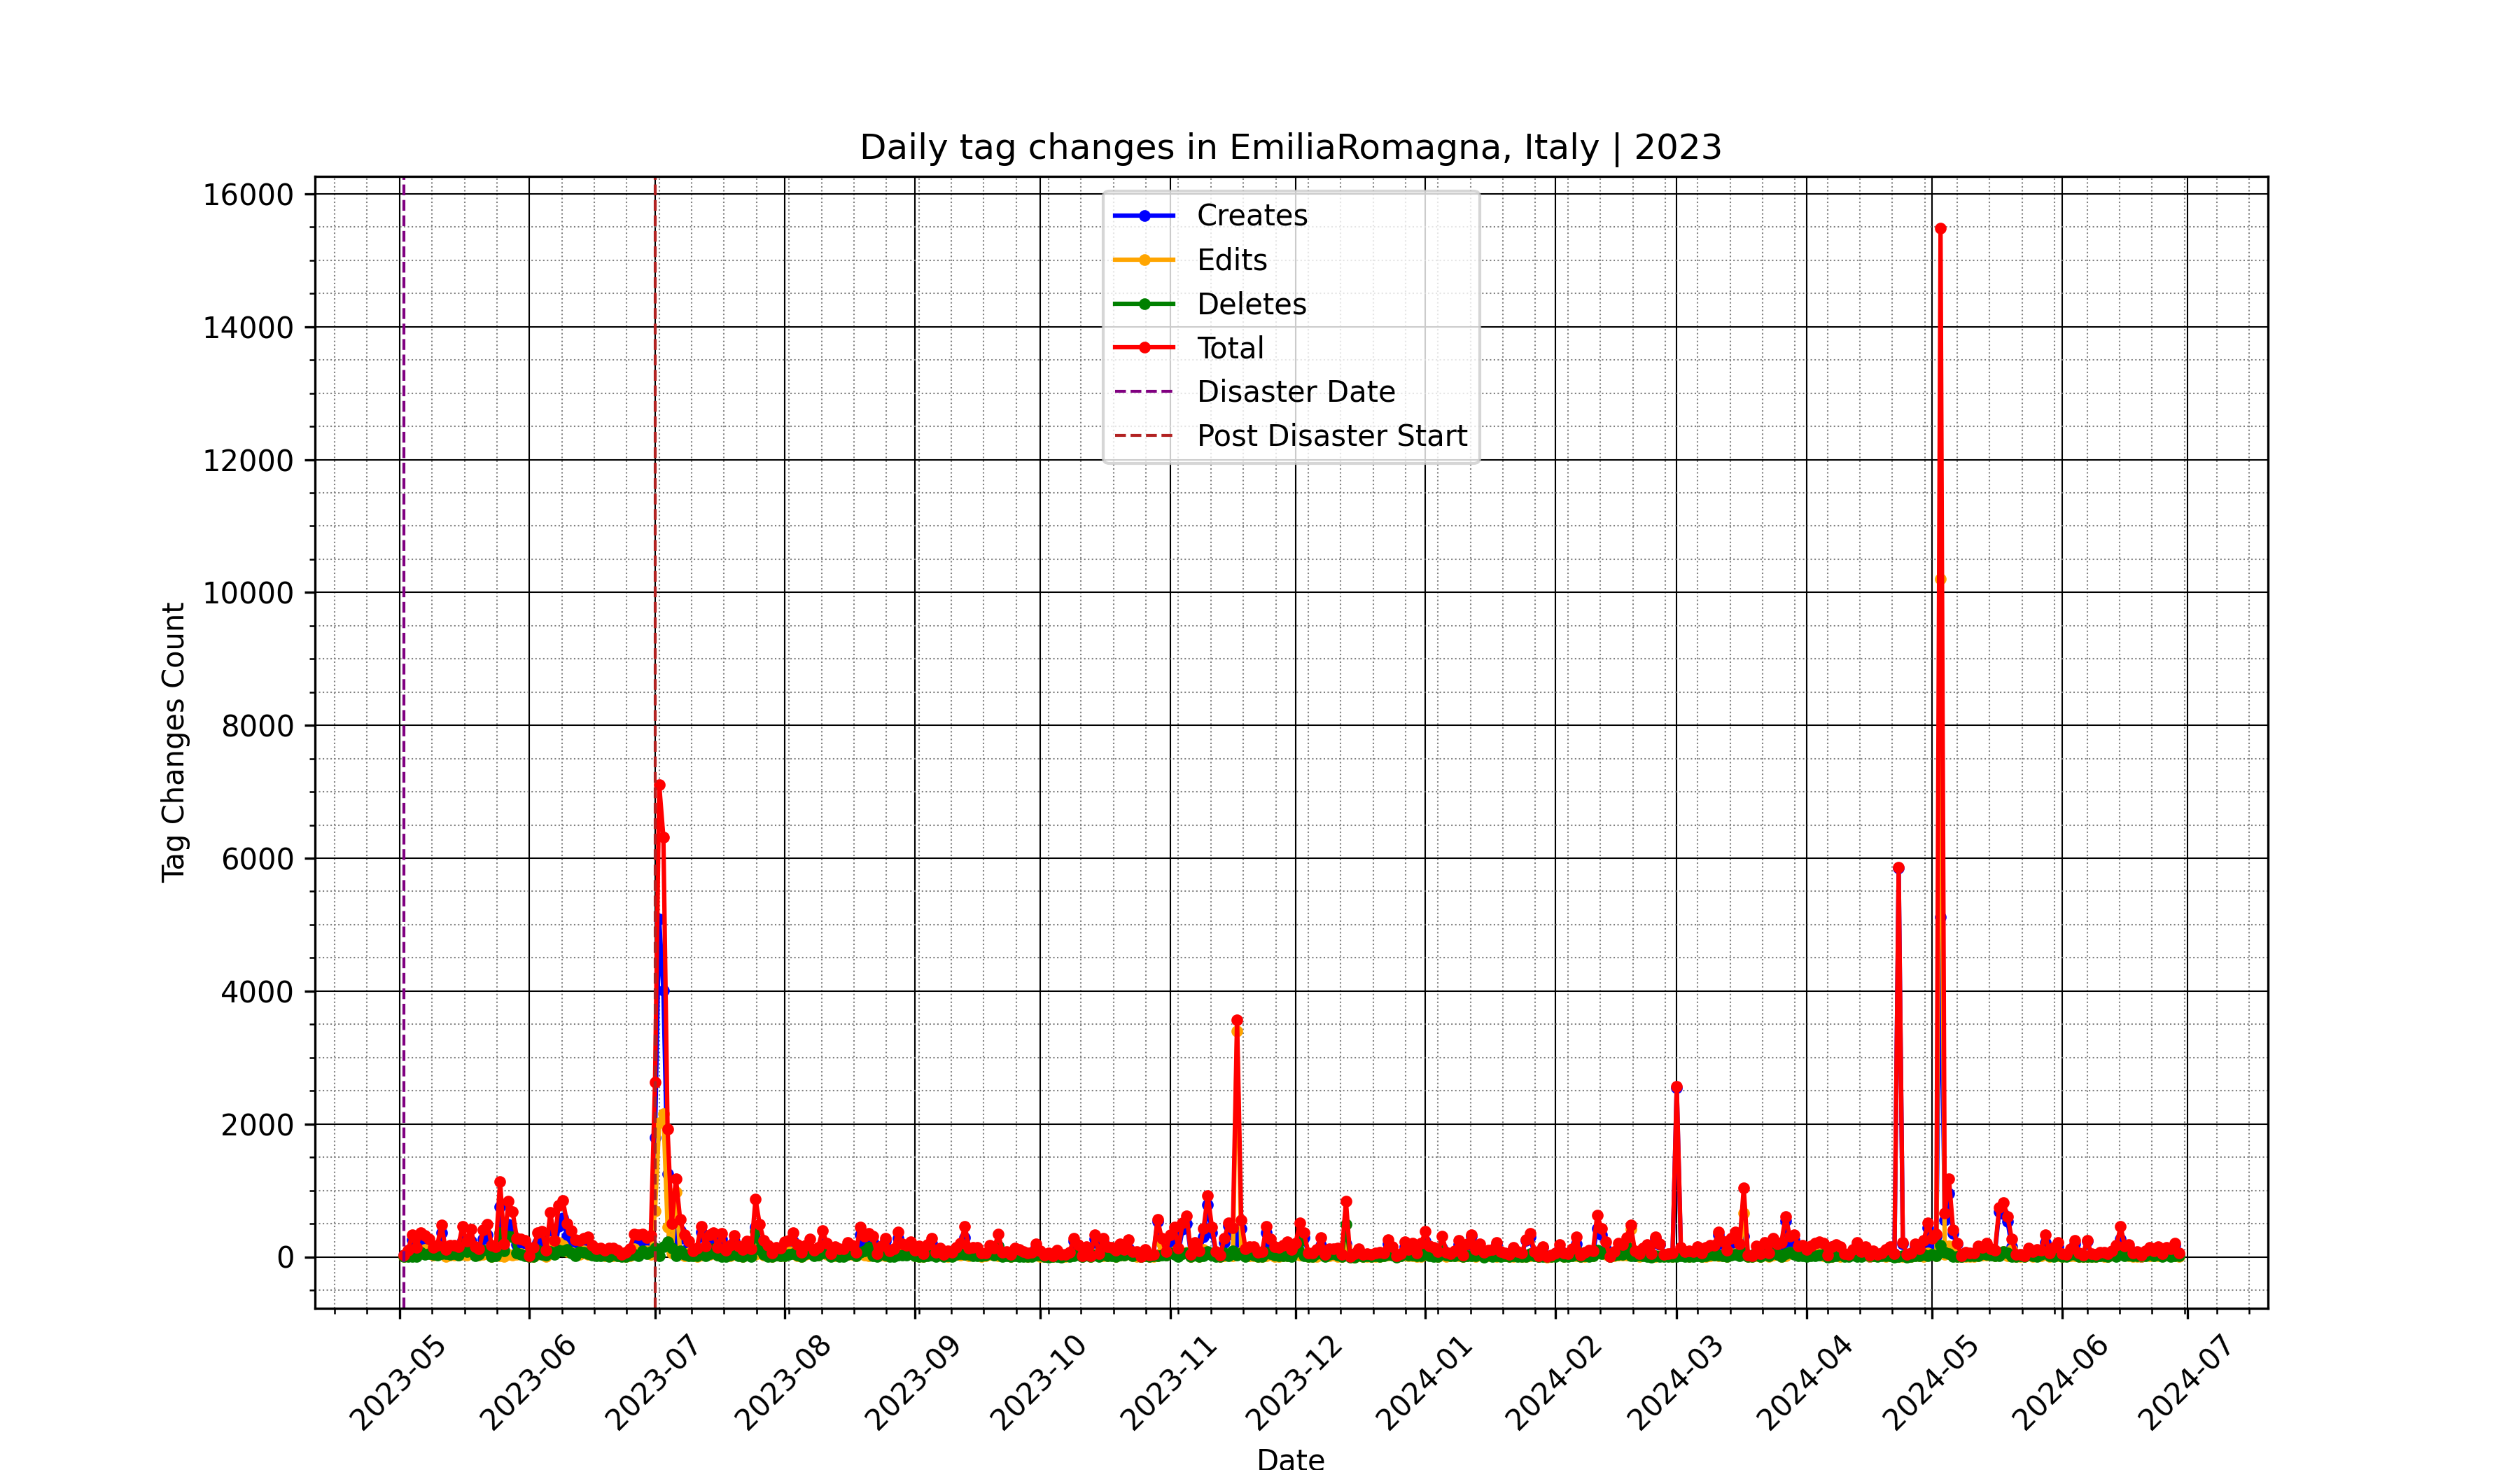 Daily tag changes in EmiliaRomagna, Italy | 2023
16000
14000
12000
10000
8000
6000
4000
2000
0
Tag Changes Count
Creates
Edits
Deletes
Total
Disaster Date
Post Disaster Start
2023-05
2023-06
2023-07
2023-08
2023-09
2023-10
2023-11
2023-12
2024-01
2024-02
2024-03
2024-04
2024-05
2024-06
2024-07
Date